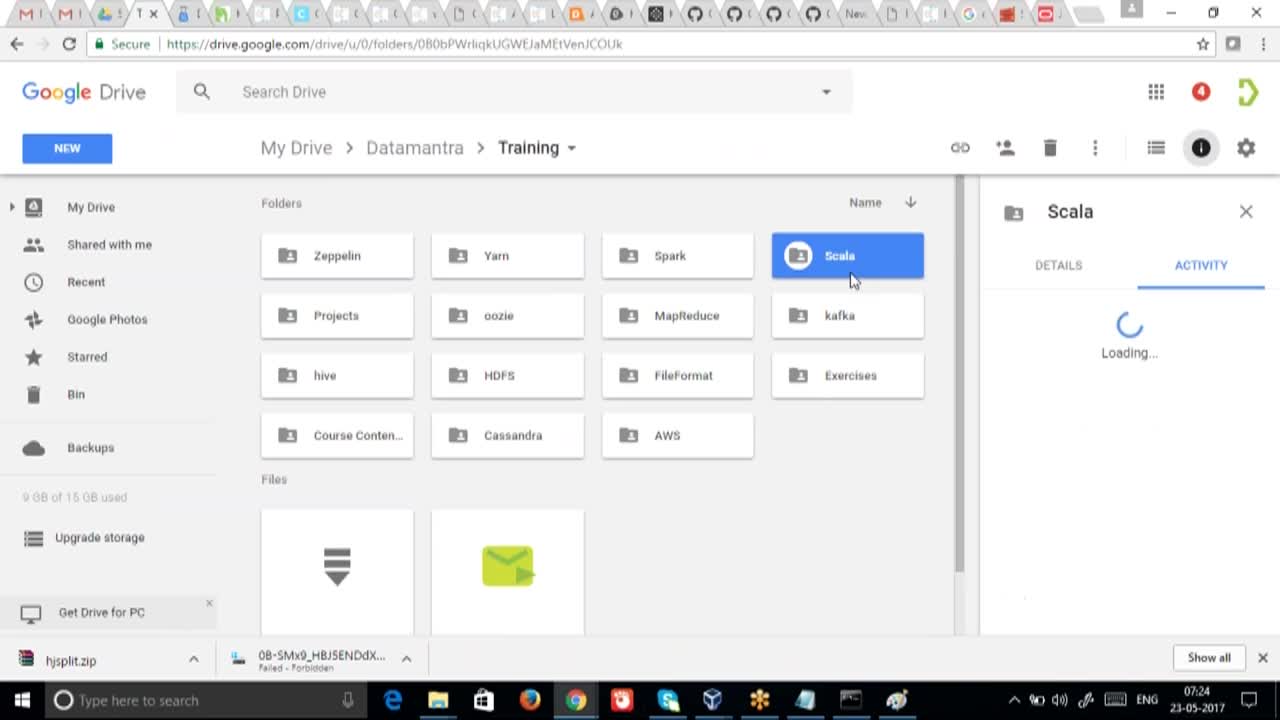 Secure
https://drive.google.com/drive/u/0/folders/0B0bPWrliqkUGWEJaMEtVenJCOUk
Google Drive
Search Drive
4
NEW
My Drive > Datamantra > Training
My Drive
Shared with me
Recent
Google Photos
Starred
Bin
Backups
9 GB of 15 GB used
Upgrade storage
Get Drive for PC
Folders
Name
Zeppelin
Yarn
Spark
Scala
Projects
oozie
MapReduce
kafka
hive
HDFS
FileFormat
Exercises
Course Conten...
Cassandra
AWS
Files
Scala
DETAILS
ACTIVITY
Loading...
hjsplit.zip
0B-SMx9_HBJ5ENDdX...
Failed - Forbidden
Show all
Type here to search
ENG
07:24
23-05-2017